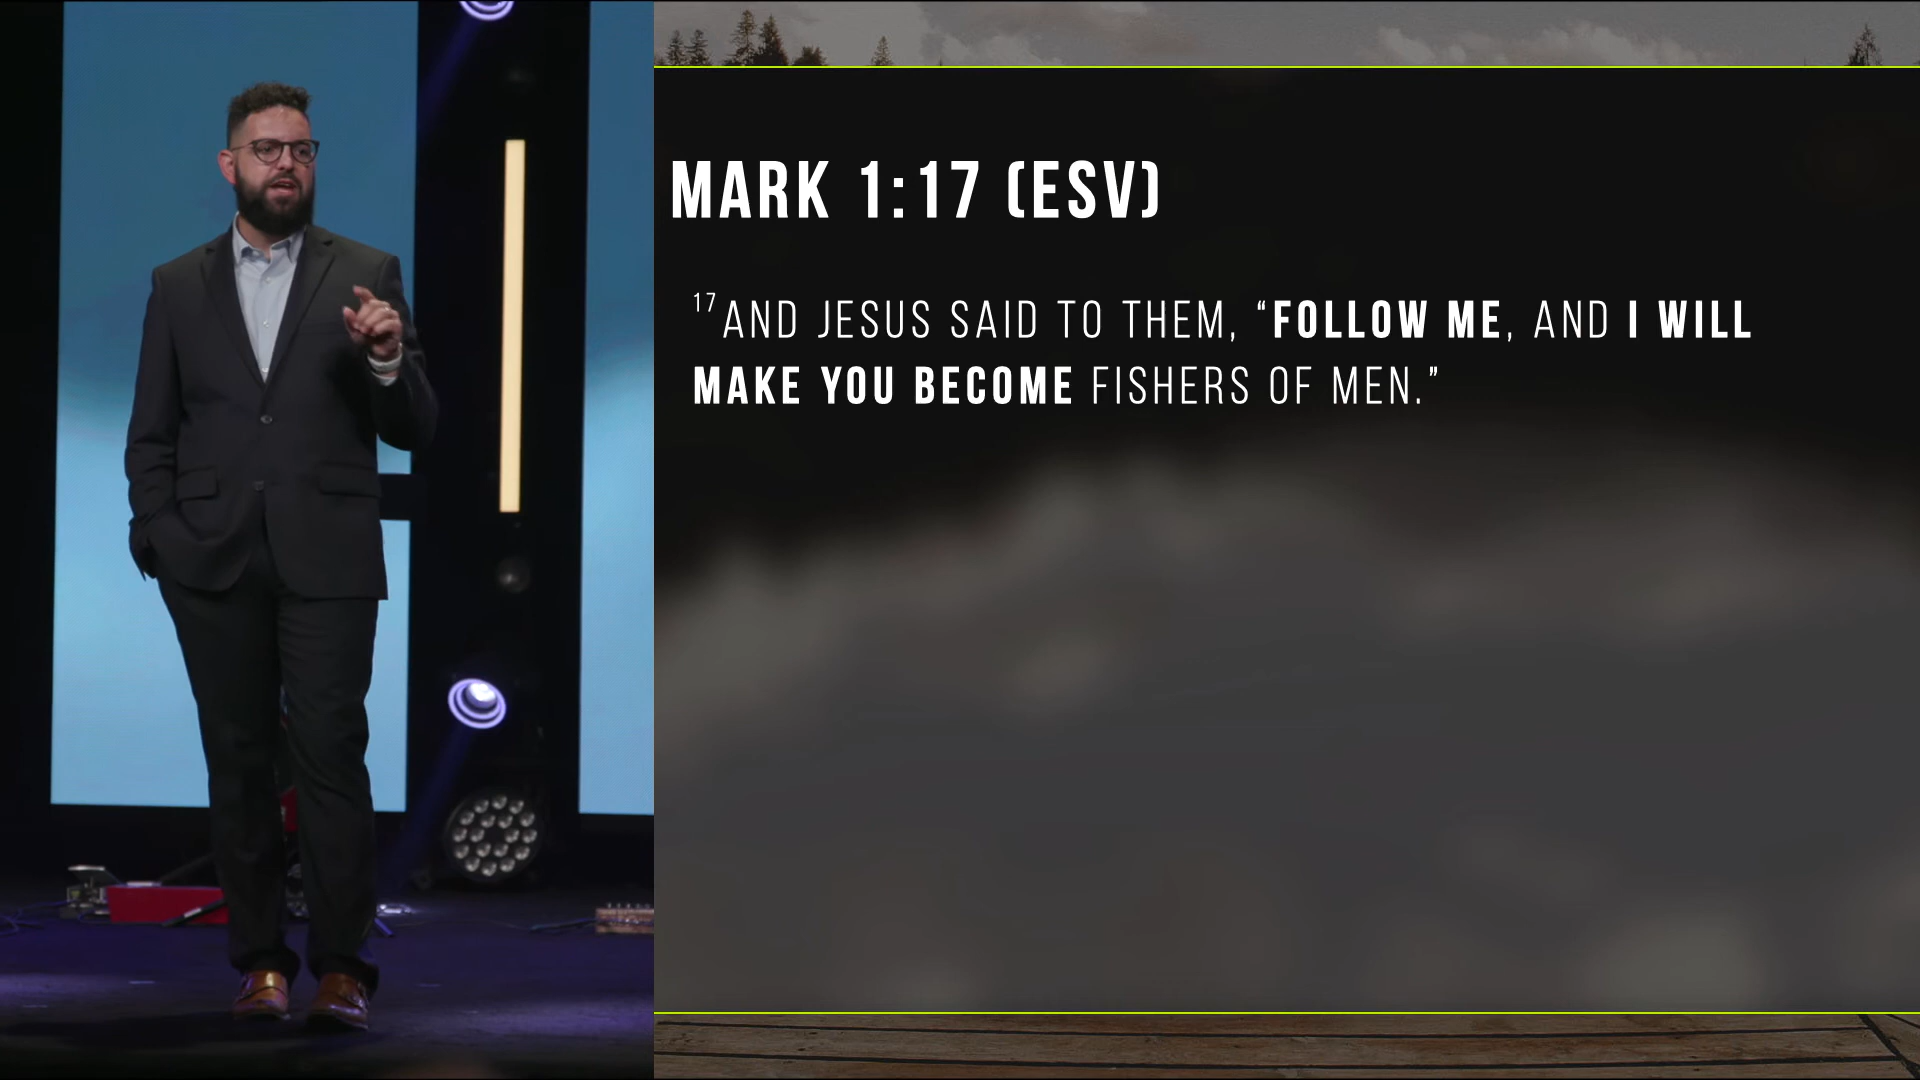 MARK 1:17 (ESV)
17AND JESUS SAID TO THEM, “FOLLOW ME, AND I WILL
MAKE YOU BECOME FISHERS OF MEN.”